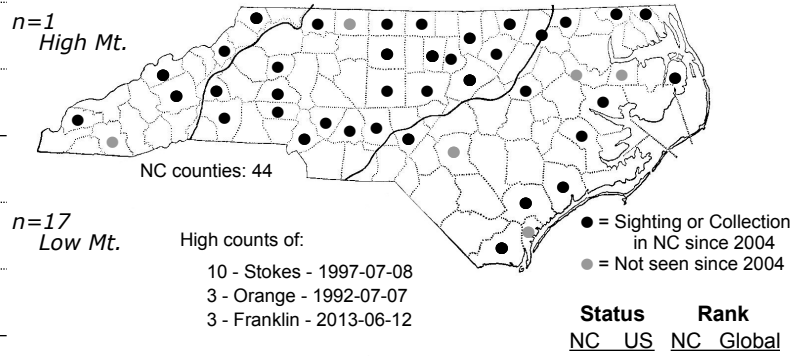 n=1
High Mt.
NC counties: 44
n=17
Low Mt.
High counts of:
10 - Stokes - 1997-07-08
3 - Orange - 1992-07-07
3 - Franklin - 2013-06-12
= Sighting or Collection
in NC since 2004
= Not seen since 2004
Status Rank
NC US NC Global